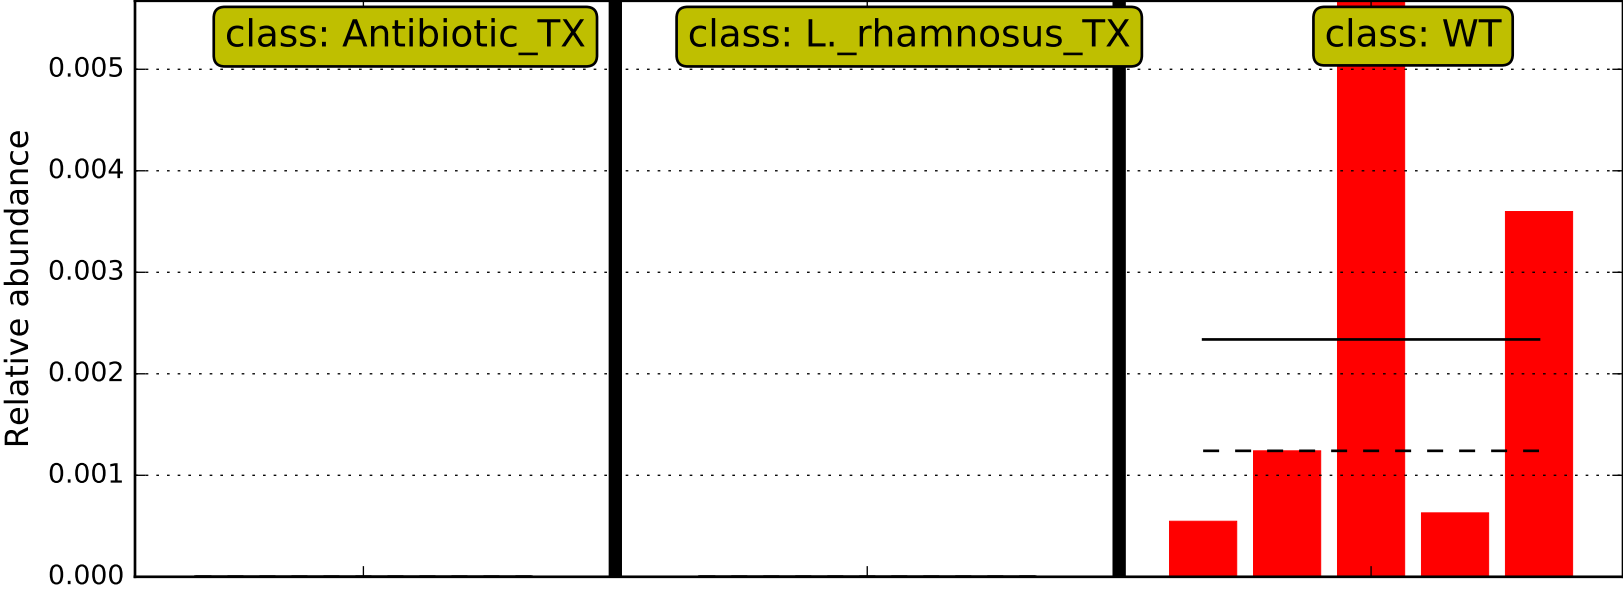 class: Antibiotic_TX
class: L._rhamnosus_TX
class: WT
Relative abundance
0.005
0.004
0.003
0.002
0.001
0.000